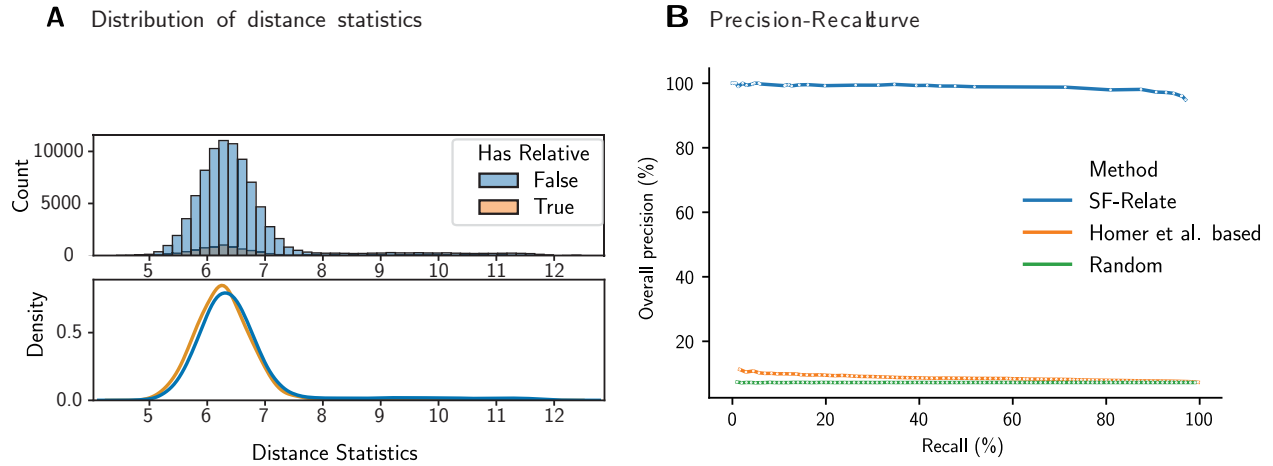 A Distribution of distance statistics
10000
5000
0
Count
Has Relative
False
True
5 6 7 8 9 10 11 12
0.5
0.0
Density
5 6 7 8 9 10 11 12
Distance Statistics
B Precision-Recall curve
100
80
60
40
20
Overall precision (%)
Method
SF-Relate
Homer et al. based
Random
0 20 40 60 80 100
Recall (%)